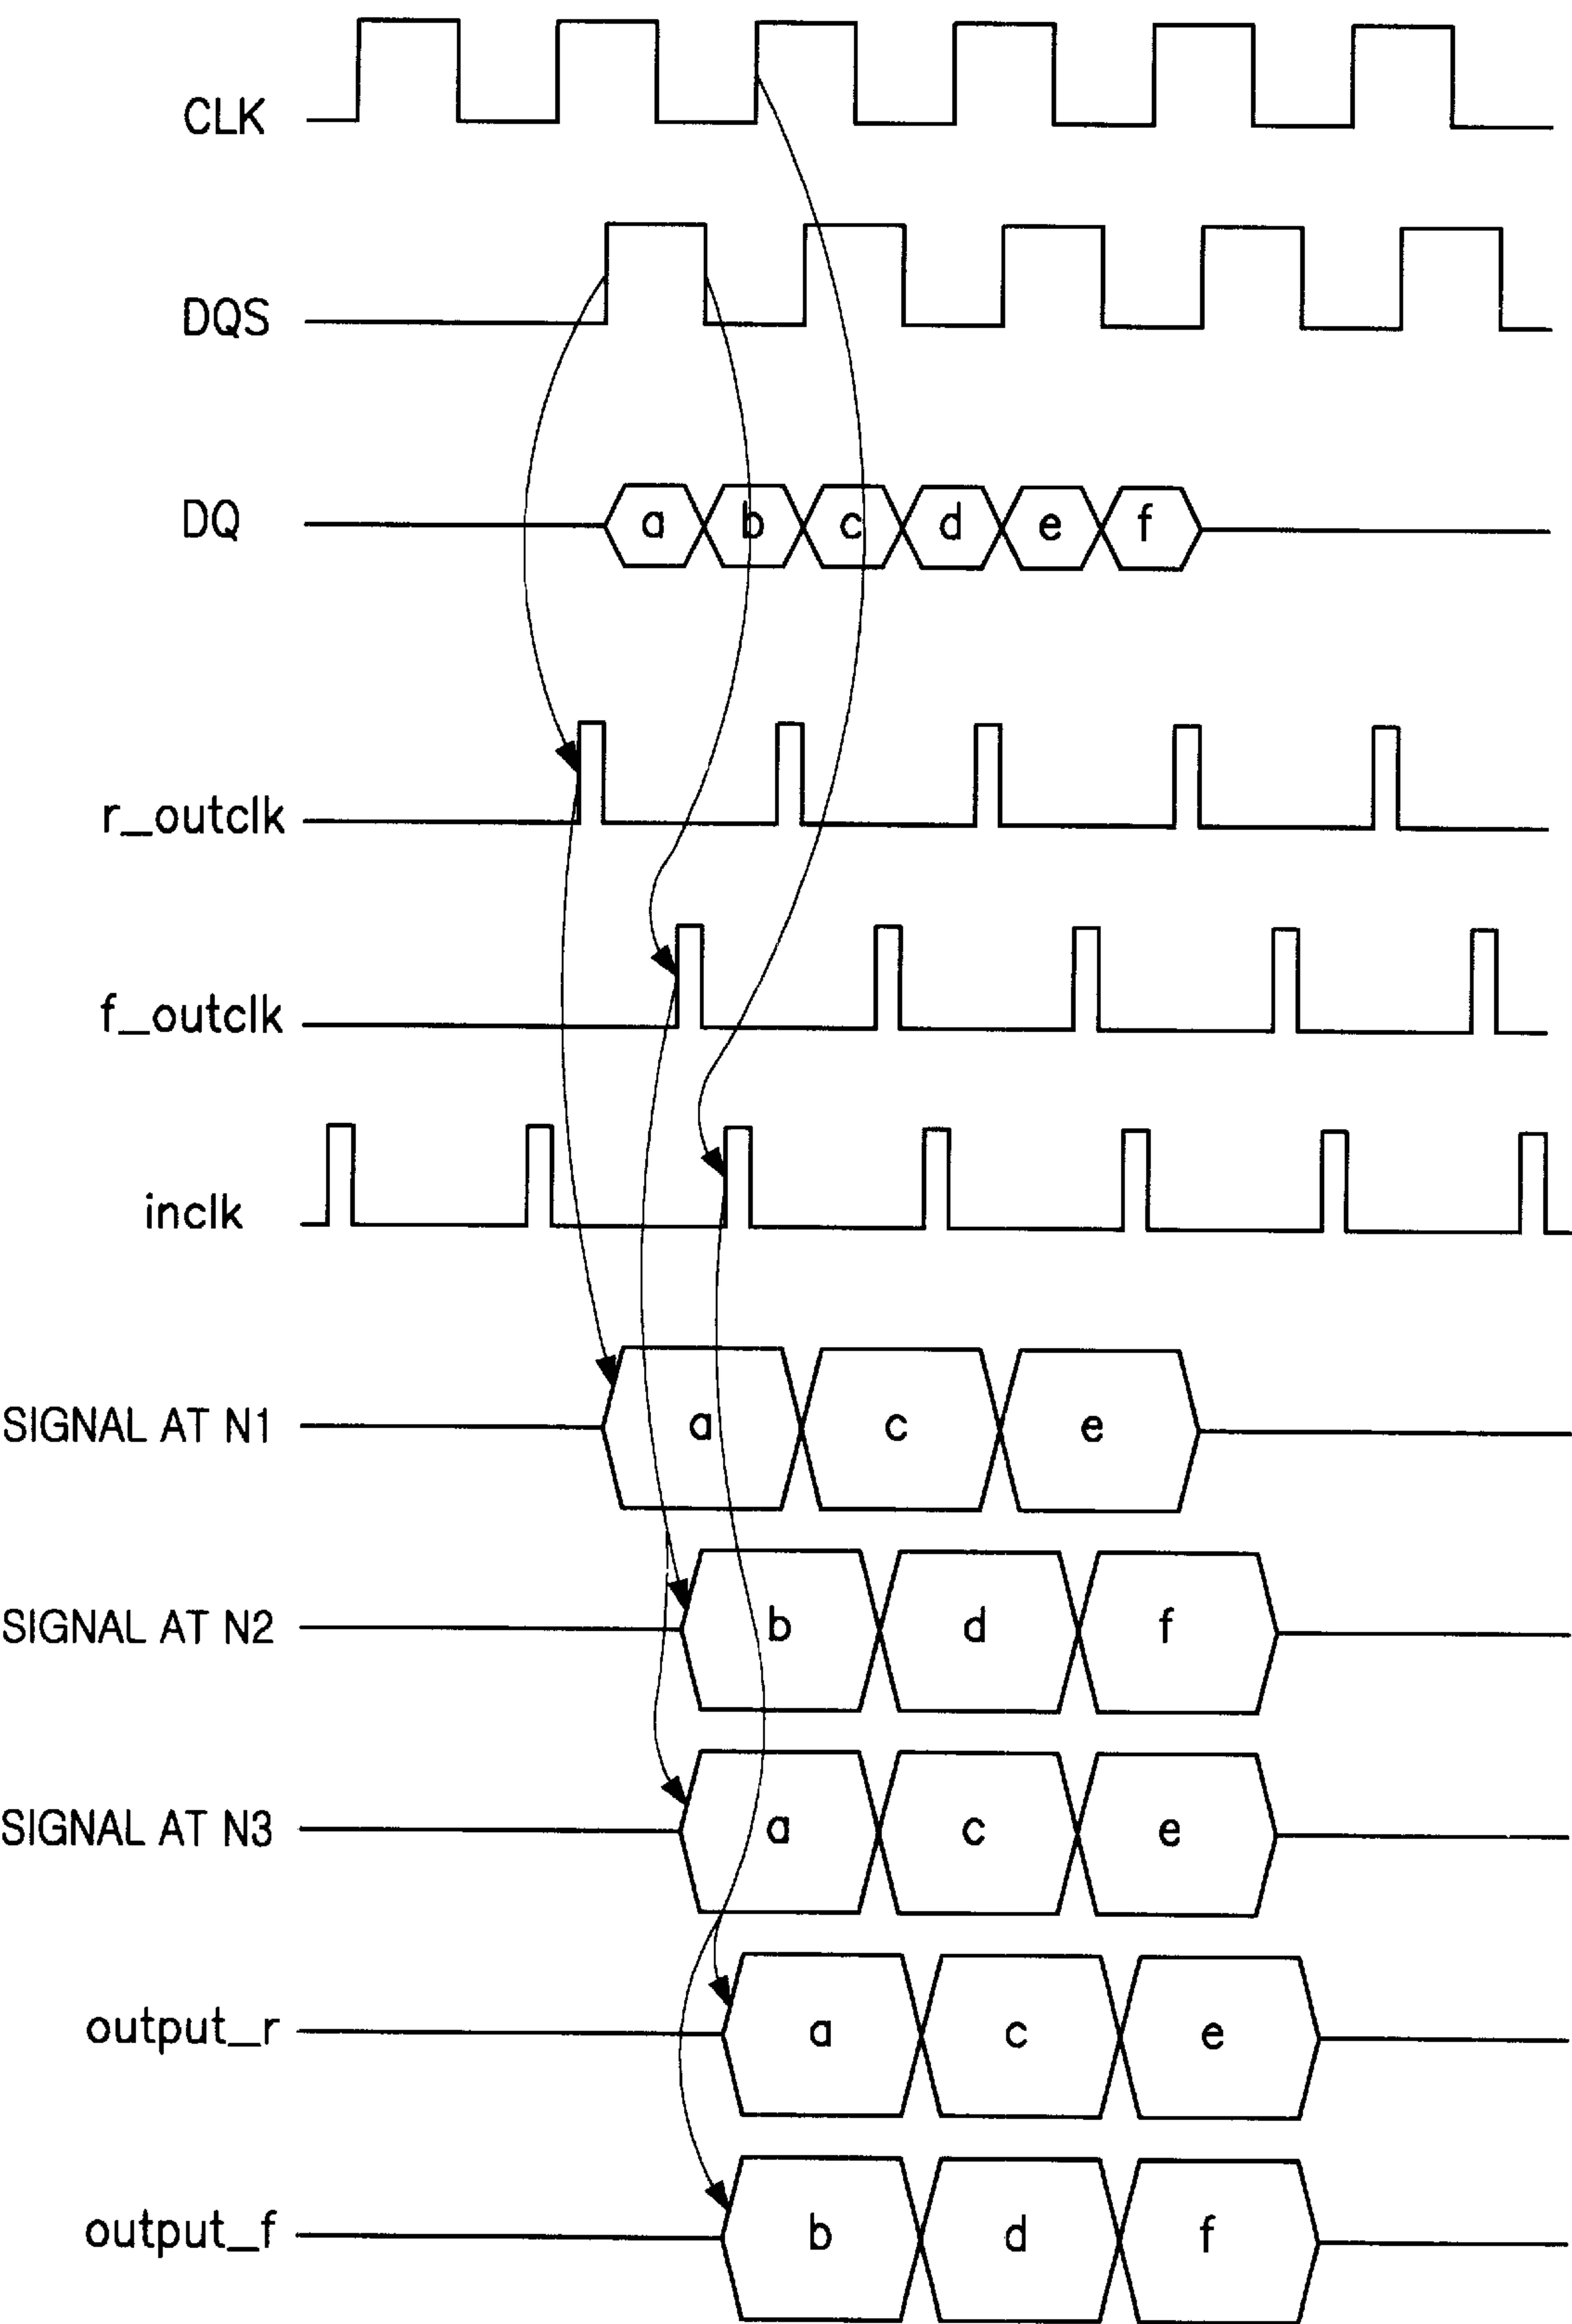 CLK
DQS
DQ a b c d e f
r_outclk
f_outclk
inclk
SIGNAL AT N1 a c e
SIGNAL AT N2 b d f
SIGNAL AT N3 a c e
output_r a c e
output_f b d f